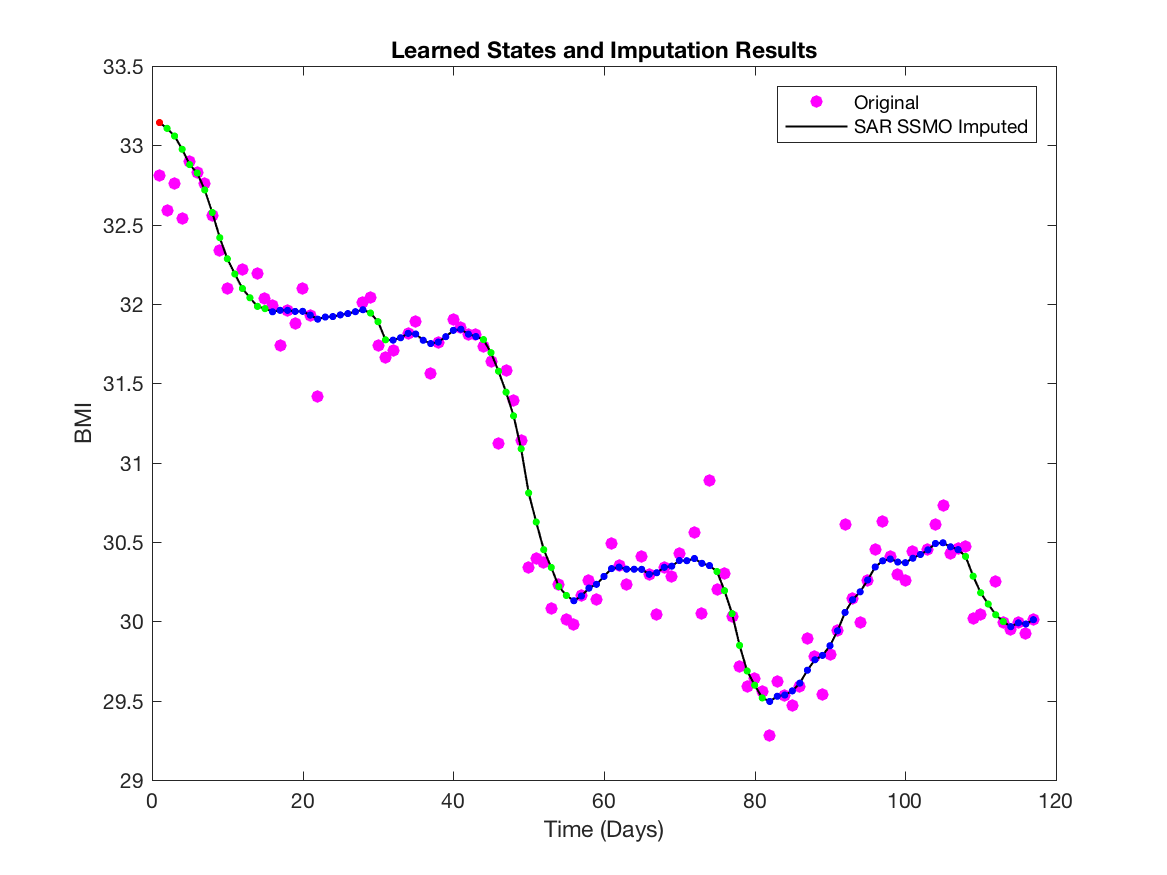 Learned States and Imputation Results
33.5
33
32.5
32
31.5
31
30.5
30
29.5
29
BMI
Original
SAR SSMO Imputed
0 20 40 60 80 100 120
Time (Days)